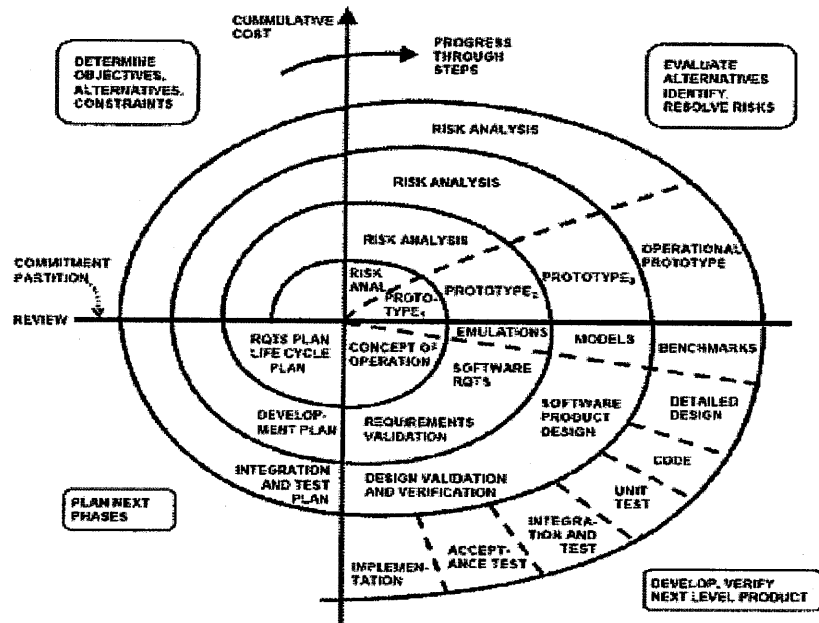 CUMMULATIVE
COST
PROGRESS
THROUGH
STEPS
DETERMINE
OBJECTIVES,
ALTERNATIVES,
CONSTRAINTS
EVALUATE
ALTERNATIVES
IDENTIFY,
RESOLVE RISKS
RISK ANALYSIS
RISK ANALYSIS
RISK ANALYSIS
RISK
ANAL.
PROTO-
TYPE1
PROTOTYPE2
PROTOTYPE3
OPERATIONAL
PROTOTYPE
COMMITMENT
PARTITION
REVIEW
EMULATIONS
MODELS
BENCHMARKS
RQTS PLAN
LIFE CYCLE
PLAN
CONCEPT OF
OPERATION
SOFTWARE
RQTS
SOFTWARE
PRODUCT
DESIGN
DETAILED
DESIGN
DEVELOP-
MENT PLAN
REQUIREMENTS
VALIDATION
CODE
INTEGRATION
AND TEST
PLAN
DESIGN VALIDATION
AND VERIFICATION
UNIT
TEST
INTEGRA-
TION AND
TEST
ACCEPT-
ANCE TEST
IMPLEMEN-
TATION
PLAN NEXT
PHASES
DEVELOP, VERIFY
NEXT LEVEL PRODUCT